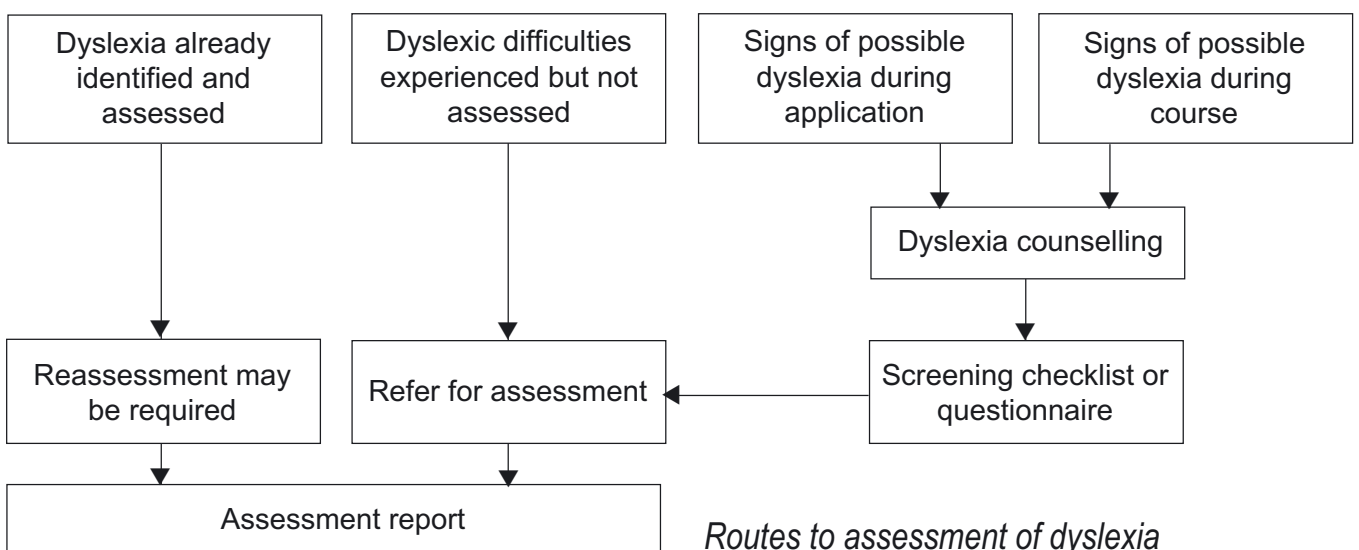 Dyslexia already
identified and
assessed
Dyslexic difficulties
experienced but not
assessed
Signs of possible
dyslexia during
application
Signs of possible
dyslexia during
course
Dyslexia counselling
Reassessment may
be required
Refer for assessment
Screening checklist or
questionnaire
Assessment report
Routes to assessment of dyslexia